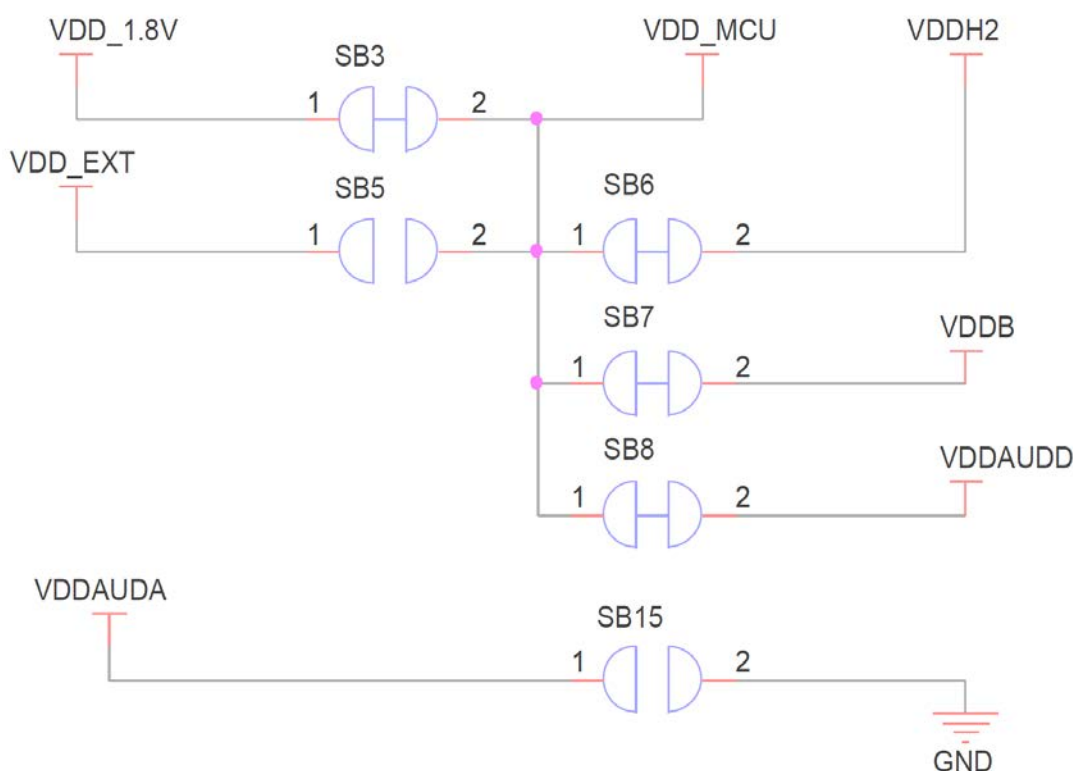 VDD_1.8V
VDD_MCU
VDDH2
SB3
1 2
VDD_EXT
SB5
1 2
SB6
1 2
SB7
1 2
VDDB
SB8
1 2
VDDAUDD
VDDAUDA
SB15
1 2
GND